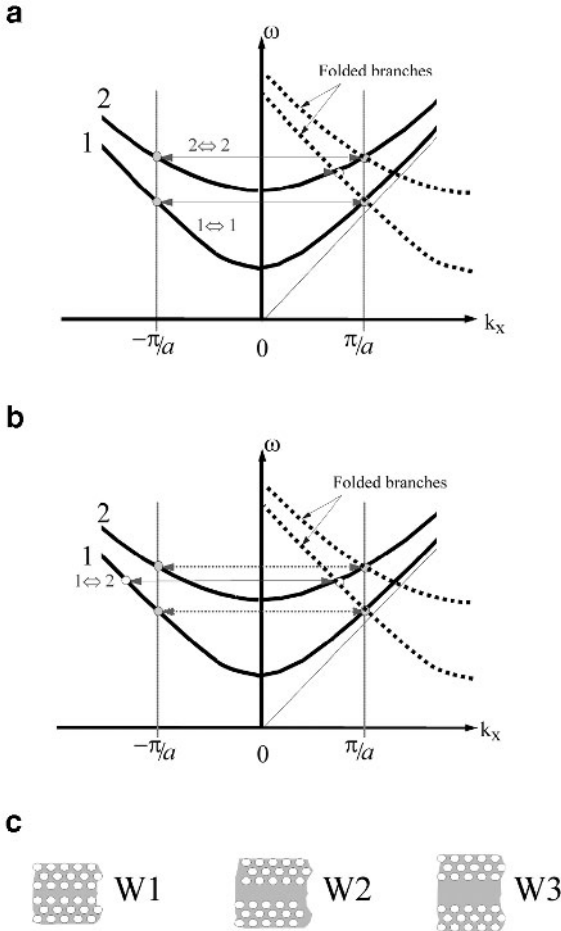 a
ω
Folded branches
2
1
2⇔2
1⇔1
−π/a
0
π/a
kx
b
ω
Folded branches
2
1
1⇔2
−π/a
0
π/a
kx
c
W1
W2
W3